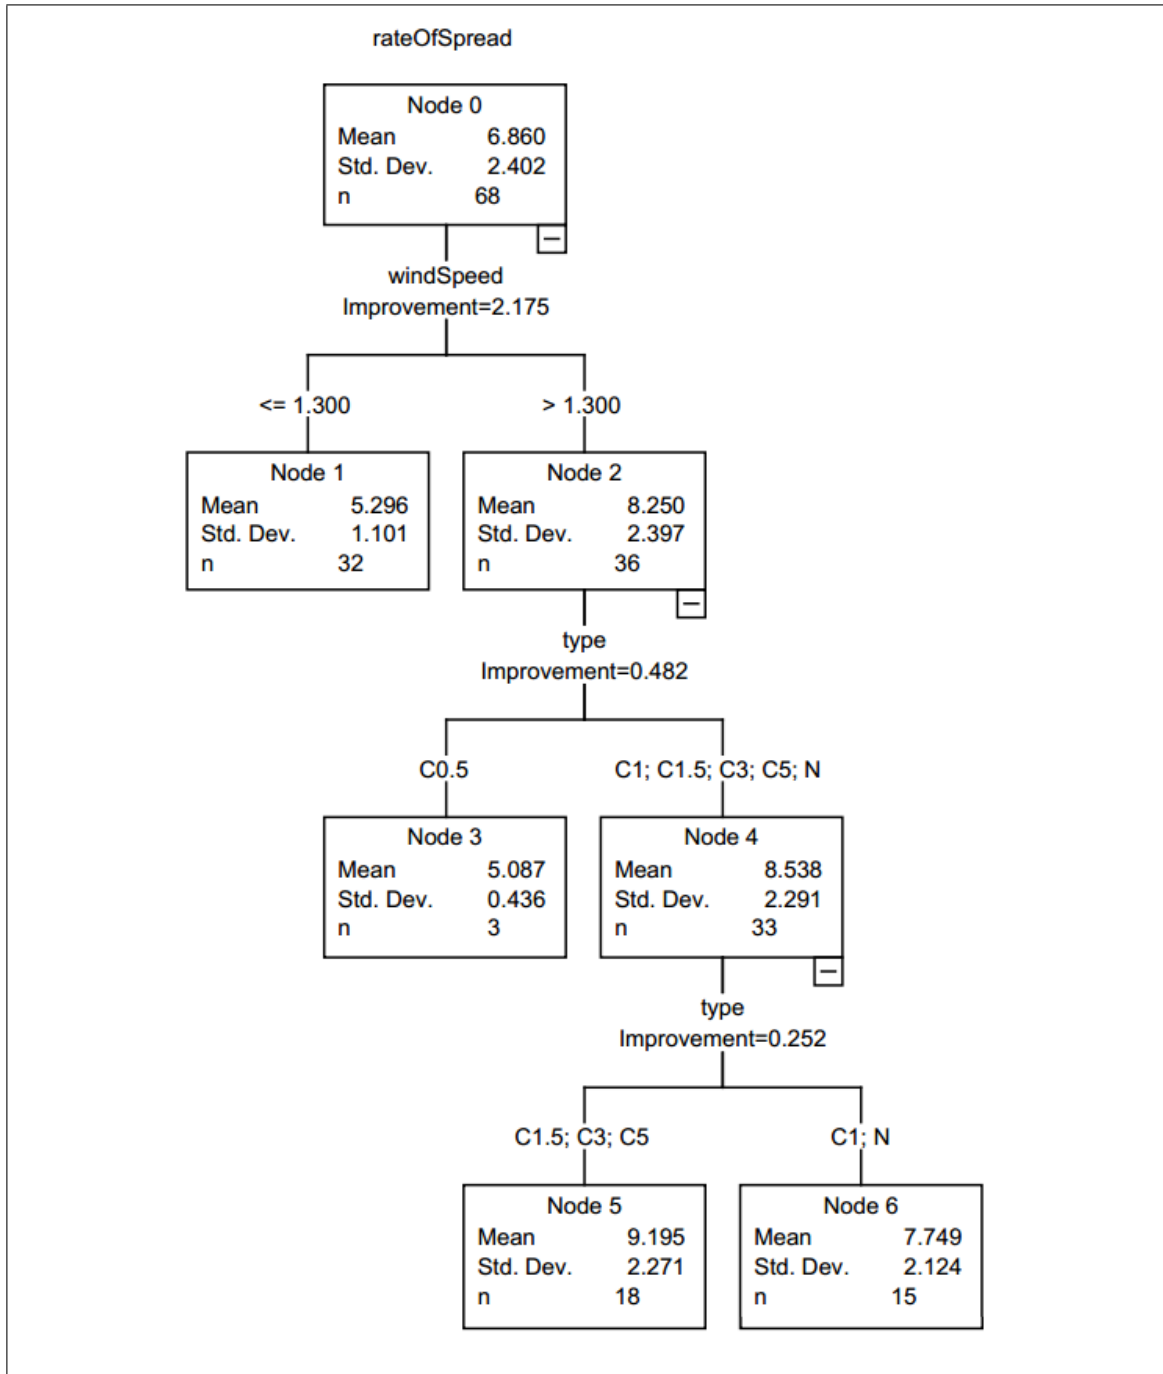 rateOfSpread
Node 0
Mean 6.860
Std. Dev. 2.402
n 68
windSpeed
Improvement=2.175
<= 1.300
> 1.300
Node 1
Mean 5.296
Std. Dev. 1.101
n 32
Node 2
Mean 8.250
Std. Dev. 2.397
n 36
type
Improvement=0.482
C0.5
C1; C1.5; C3; C5; N
Node 3
Mean 5.087
Std. Dev. 0.436
n 3
Node 4
Mean 8.538
Std. Dev. 2.291
n 33
type
Improvement=0.252
C1.5; C3; C5
C1; N
Node 5
Mean 9.195
Std. Dev. 2.271
n 18
Node 6
Mean 7.749
Std. Dev. 2.124
n 15